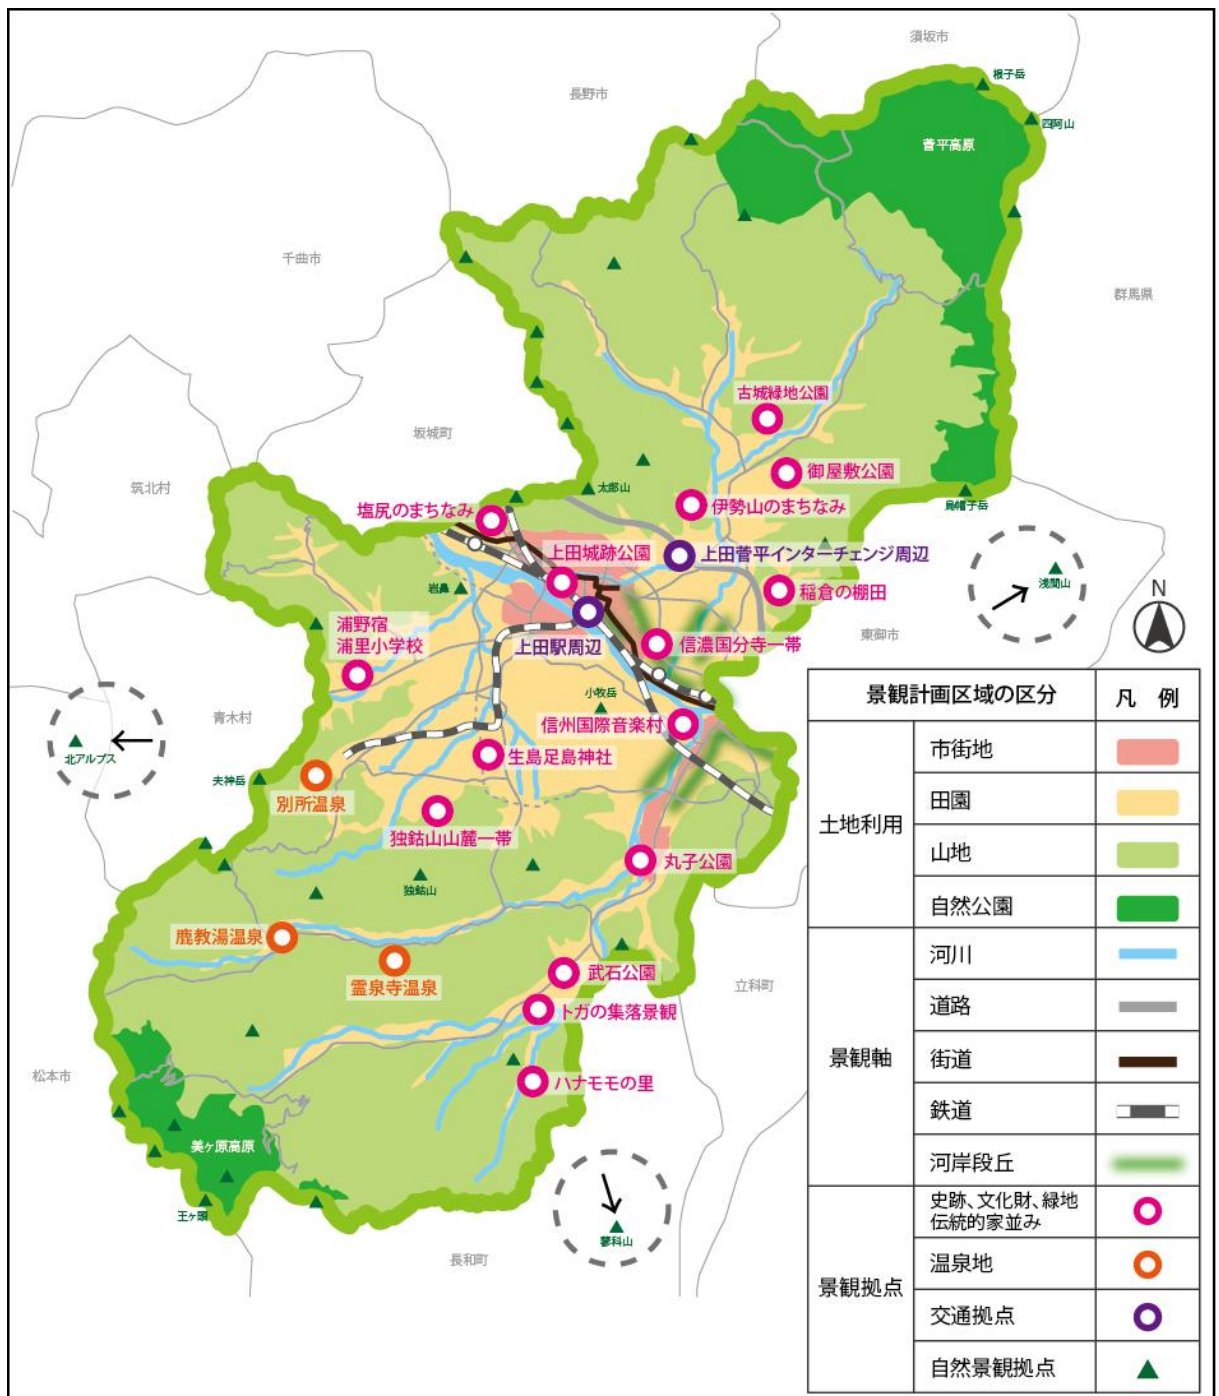 須坂市
根子岳
長野市
四阿山
菅平高原
千曲市
群馬県
古城緑地公園
坂城町
御屋敷公園
筑北村
太郎山
烏帽子岳
塩尻のまちなみ
伊勢山のまちなみ
上田城跡公園
上田菅平インターチェンジ周辺
浅間山
岩鼻
稲倉の棚田
N
浦野宿
浦里小学校
上田駅周辺
信濃国分寺一帯
東御市
小牧岳
青木村
信州国際音楽村
北アルプス
生島足島神社
夫神岳
別所温泉
独鈷山山麓一帯
丸子公園
独鈷山
鹿教湯温泉
霊泉寺温泉
武石公園
立科町
トガの集落景観
松本市
ハナモモの里
美ヶ原高原
王ヶ頭
蓼科山
長和町
景観計画区域の区分
凡 例
土地利用
市街地
田園
山地
自然公園
景観軸
河川
道路
街道
鉄道
河岸段丘
景観拠点
史跡、文化財、緑地
伝統的家並み
温泉地
交通拠点
自然景観拠点